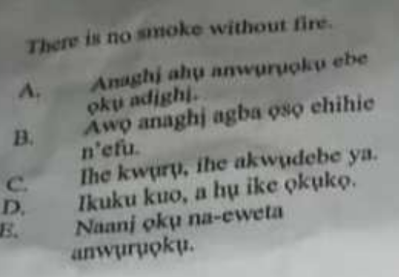 There is no smoke without fire.
A. Anaghị ahụ anwụrụọkụ ebe
ọkụ adịghị.
B. Awọ anaghị agba ọsọ ehihie
n'efu.
C. Ihe kwụrụ, ihe akwụdebe ya.
D. Ikuku kuo, a hụ ike ọkụkọ.
E. Naanị ọkụ na-eweta
anwụrụọkụ.